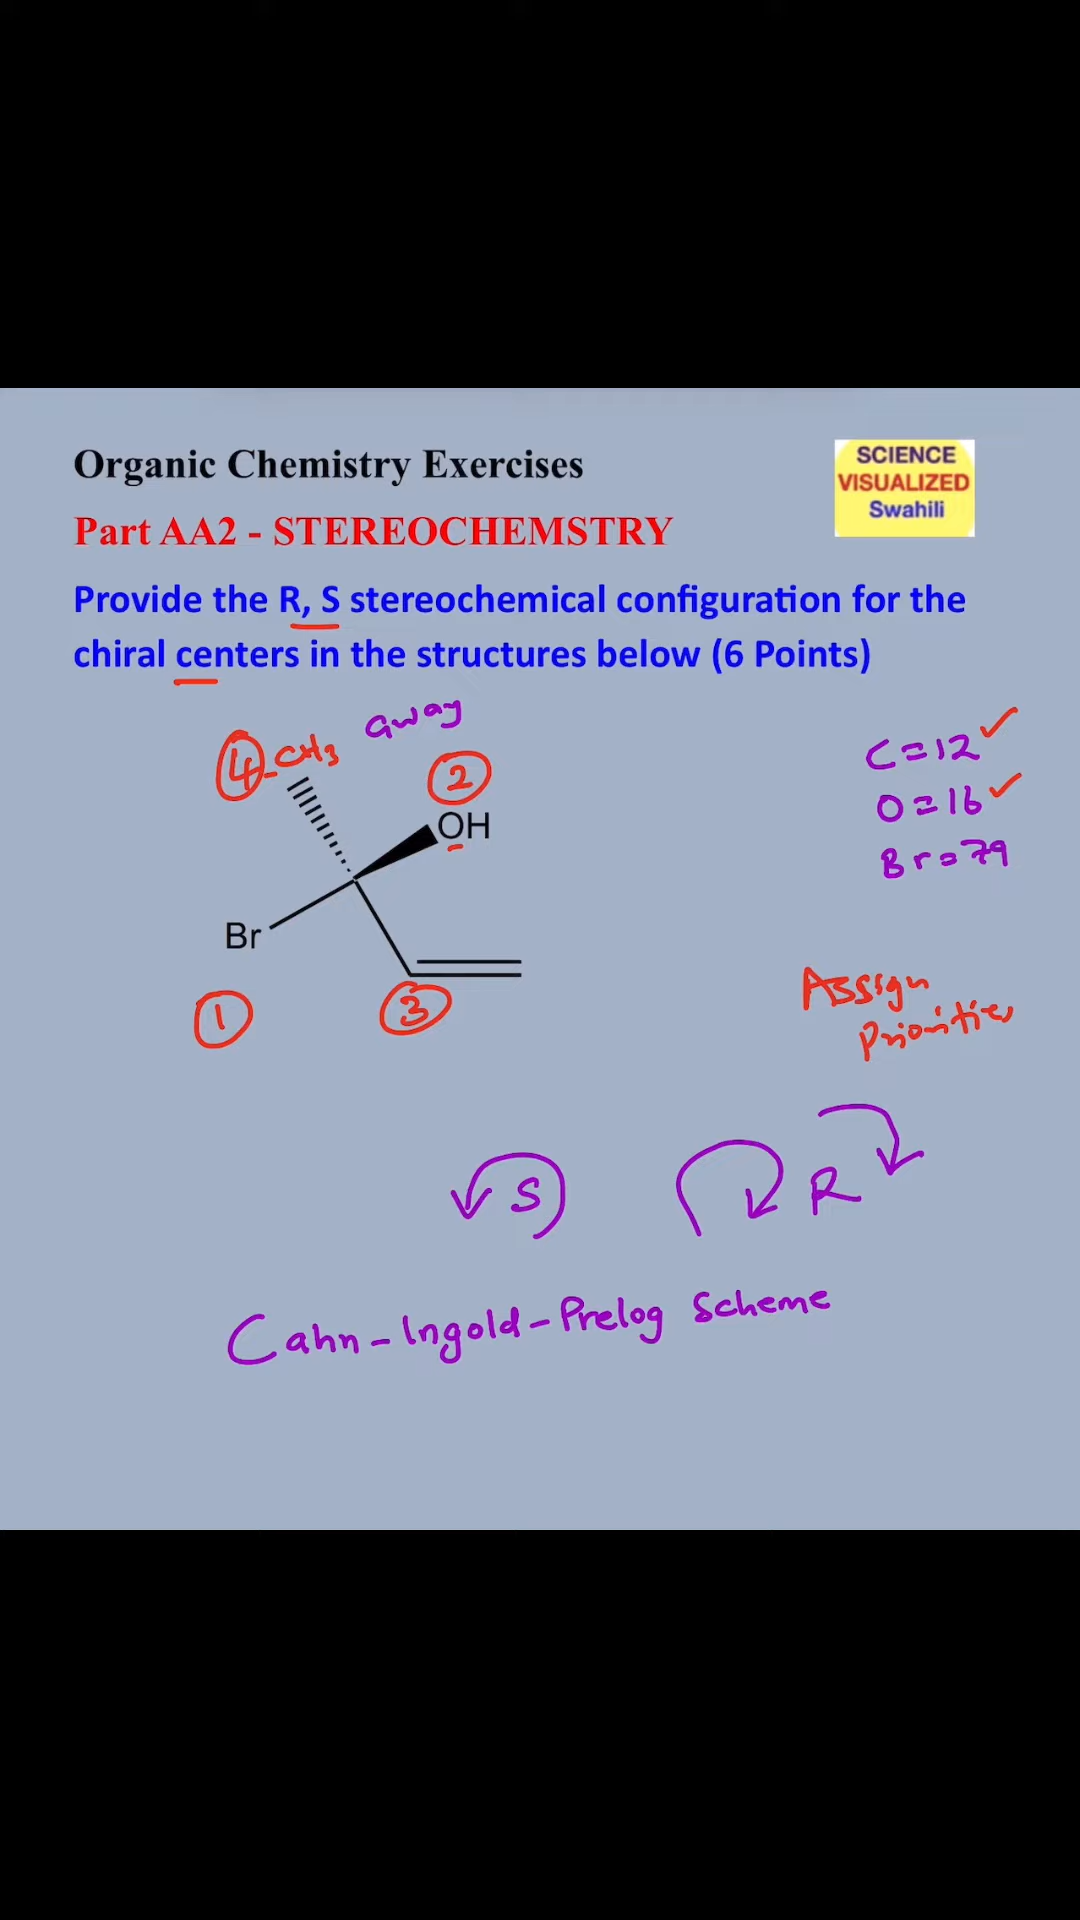 Organic Chemistry Exercises
SCIENCE
VISUALIZED
Swahili
Part AA2 - STEREOCHEMSTRY
Provide the R, S stereochemical configuration for the
chiral centers in the structures below (6 Points)
away
4 CH3
2
OH
Br
1
3
C = 12
O = 16
Br = 79
Assign
Priorities
S
R
Cahn-Ingold-Prelog Scheme